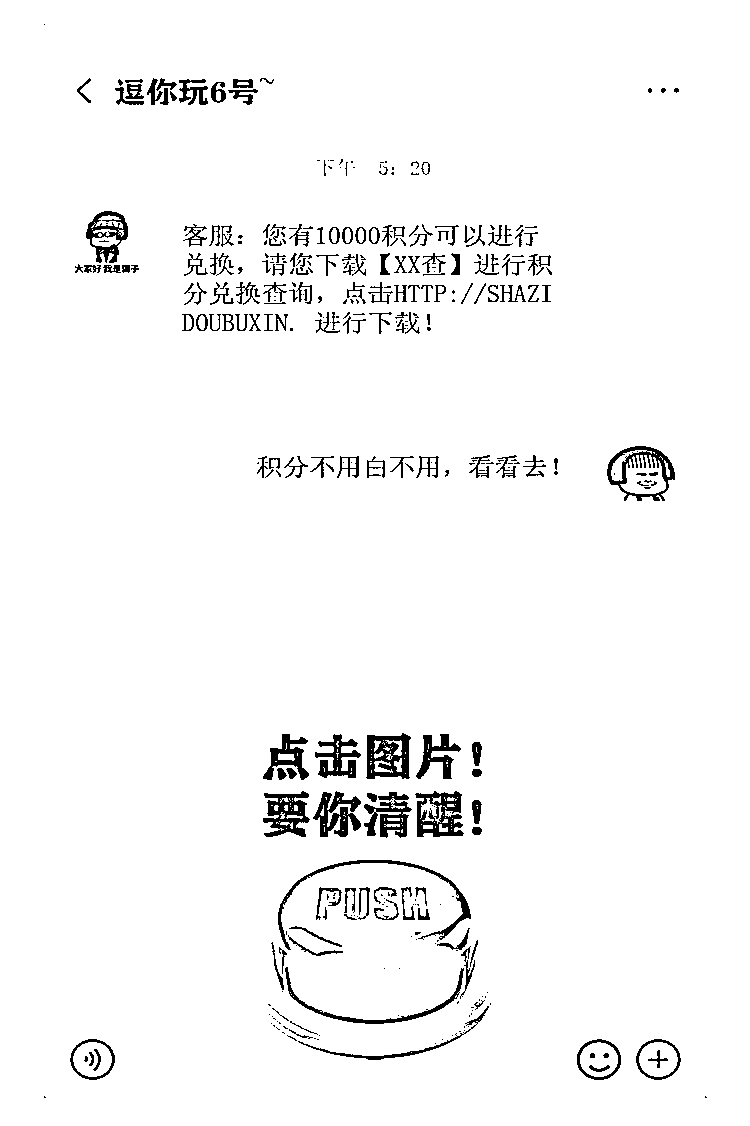 逗你玩6号~
下午 5: 20
客服：您有10000积分可以进行
兑换，请您下载【XX查】进行积
分兑换查询，点击HTTP://SHAZI
DOUBUXIN. 进行下载！
大家好 我是骗子
积分不用白不用，看看去！
点击图片！
要你清醒！
PUSH